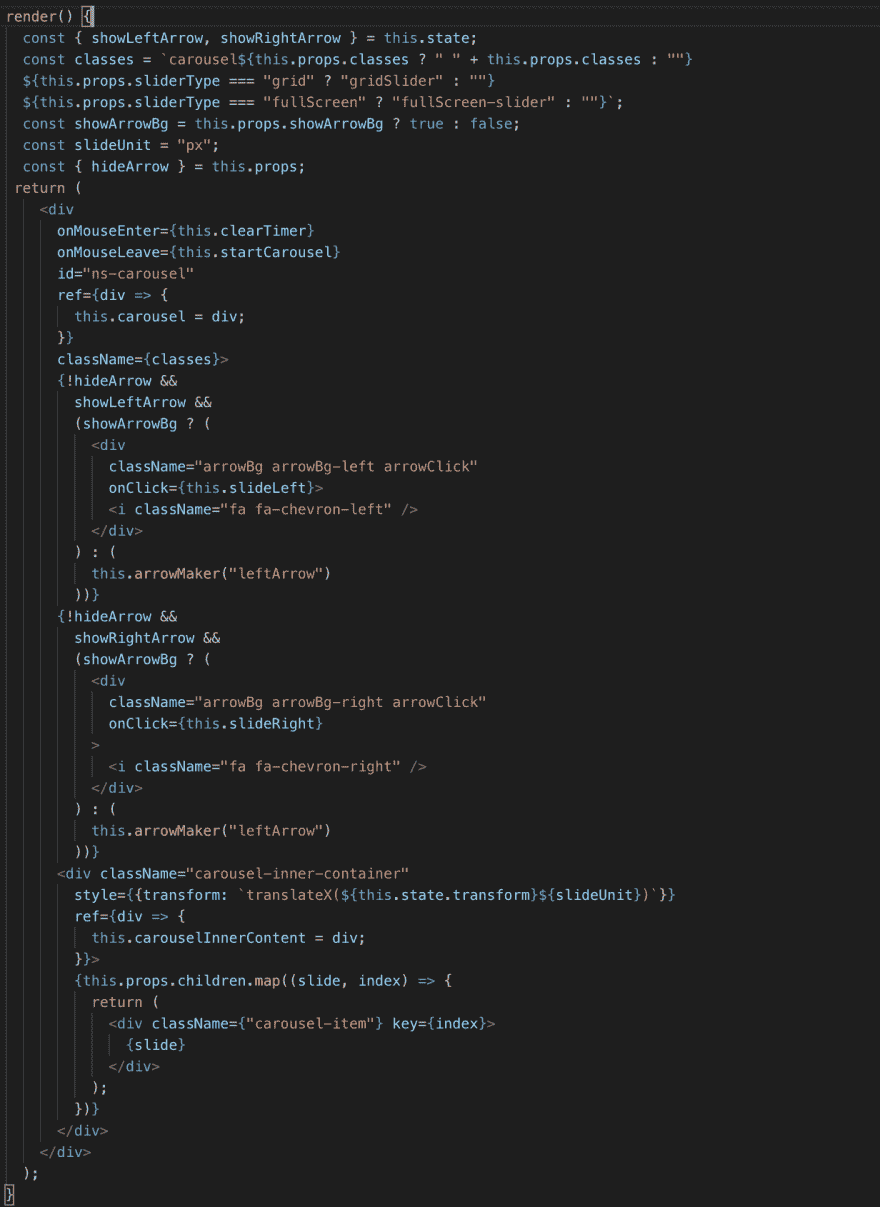 render() {
  const { showLeftArrow, showRightArrow } = this.state;
  const classes = `carousel${this.props.classes ? " " + this.props.classes : ""}
  ${this.props.sliderType === "grid" ? "gridSlider" : ""}
  ${this.props.sliderType === "fullScreen" ? "fullScreen-slider" : ""}`;
  const showArrowBg = this.props.showArrowBg ? true : false;
  const slideUnit = "px";
  const { hideArrow } = this.props;
 return (
    <div
      onMouseEnter={this.clearTimer}
      onMouseLeave={this.startCarousel}
      id="ns-carousel"
      ref={div => {
        this.carousel = div;
      }}
      className={classes}>
      {!hideArrow &&
        showLeftArrow &&
        (showArrowBg ? (
          <div
            className="arrowBg arrowBg-left arrowClick"
            onClick={this.slideLeft}>
            <i className="fa fa-chevron-left" />
          </div>
        ) : (
          this.arrowMaker("leftArrow")
        ))}
      {!hideArrow &&
        showRightArrow &&
        (showArrowBg ? (
          <div
            className="arrowBg arrowBg-right arrowClick"
            onClick={this.slideRight}
          >
            <i className="fa fa-chevron-right" />
          </div>
        ) : (
          this.arrowMaker("leftArrow")
        ))}
      <div className="carousel-inner-container"
        style={{transform: `translateX(${this.state.transform}${slideUnit})`}}
        ref={div => {
          this.carouselInnerContent = div;
        }}>
        {this.props.children.map((slide, index) => {
          return (
            <div className={"carousel-item"} key={index}>
              {slide}
            </div>
          );
        })}
      </div>
    </div>
  );
}